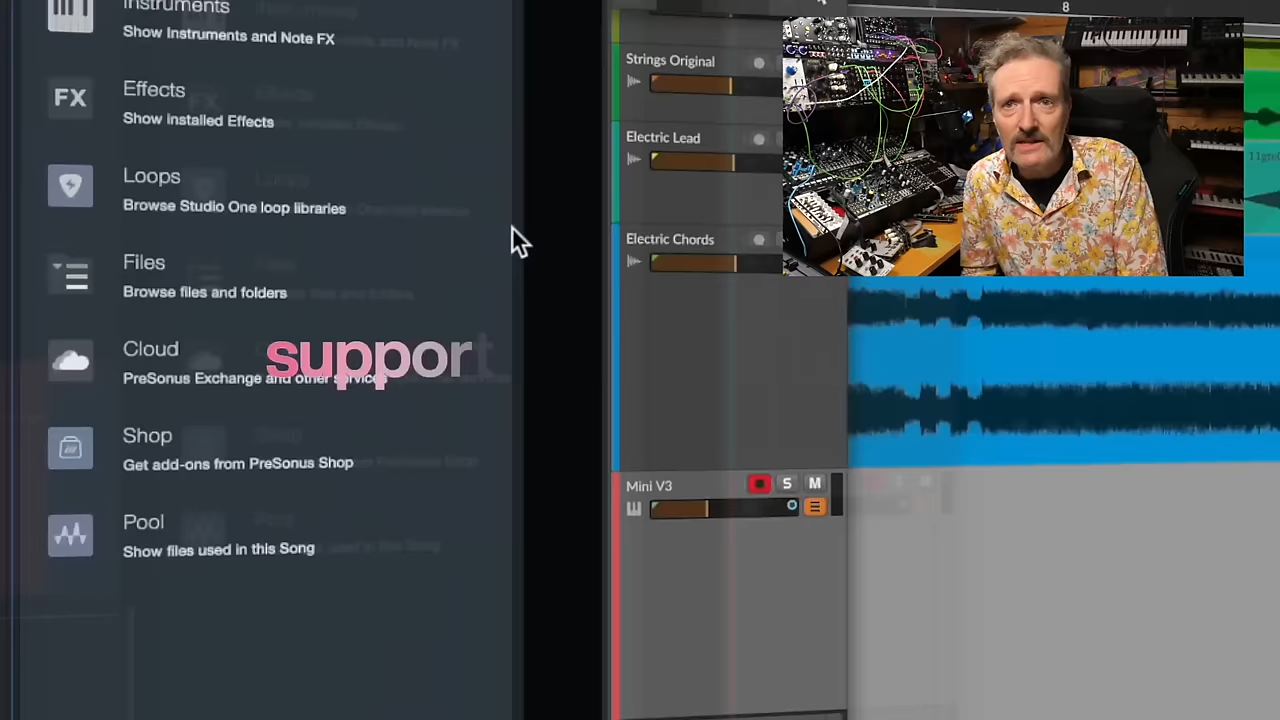 Instruments
Show Instruments and Note FX
FX
Effects
Show installed Effects
Loops
Browse Studio One loop libraries
Files
Browse files and folders
Cloud
PreSonus Exchange and other services
support
Shop
Get add-ons from PreSonus Shop
Pool
Show files used in this Song
8
Strings Original
Electric Lead
Electric Chords
Mini V3
S
M